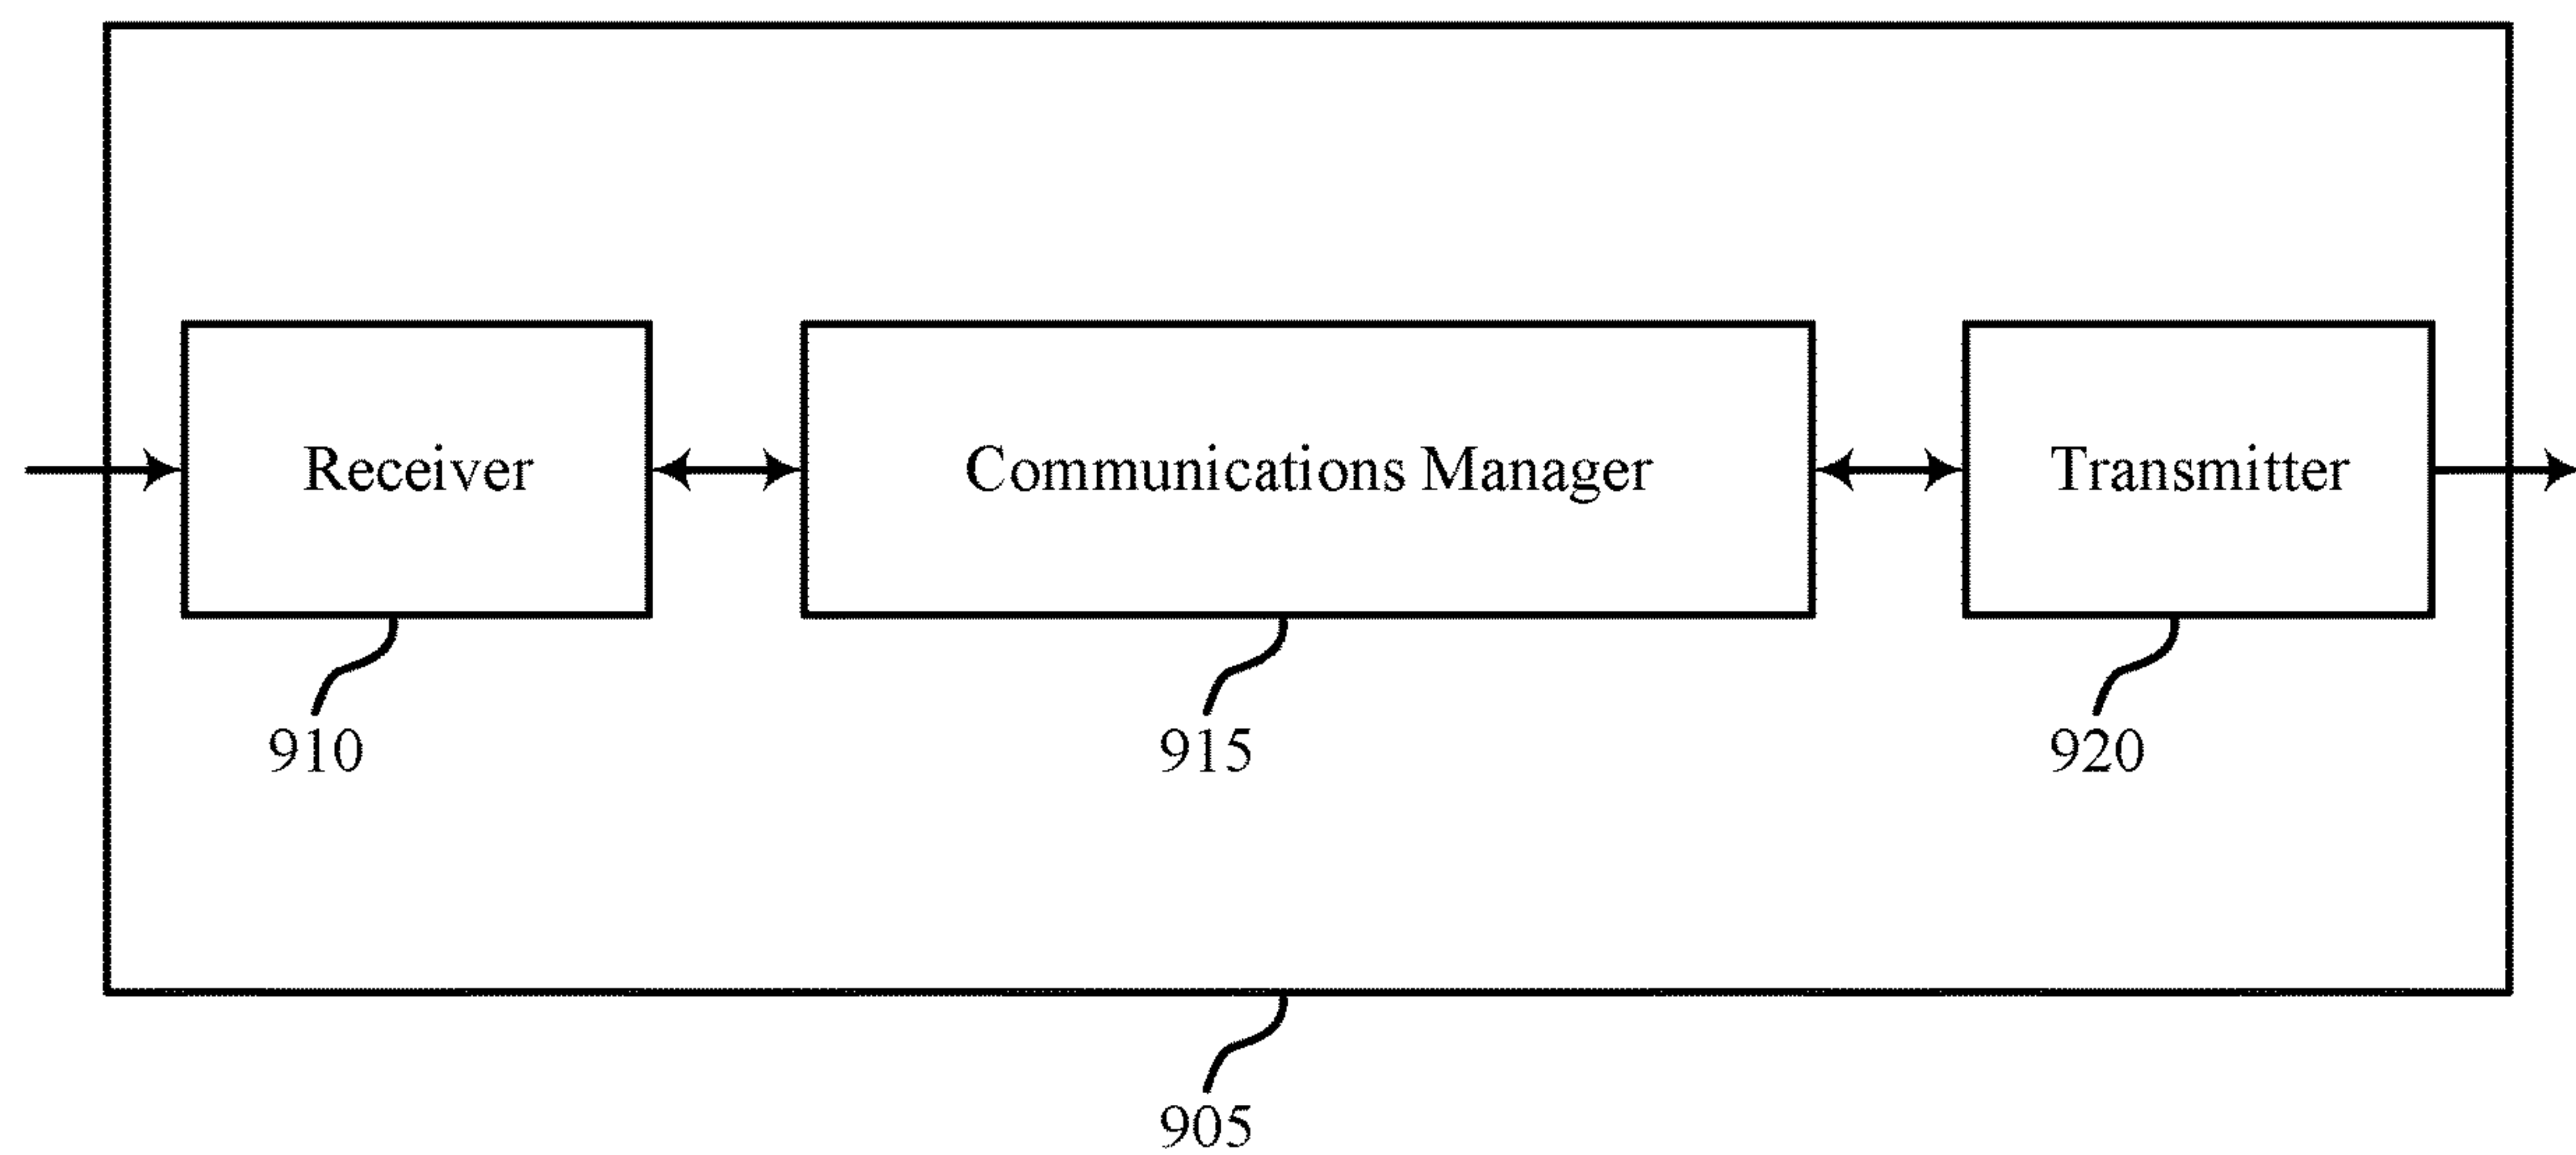 Receiver
Communications Manager
Transmitter
910
915
920
905